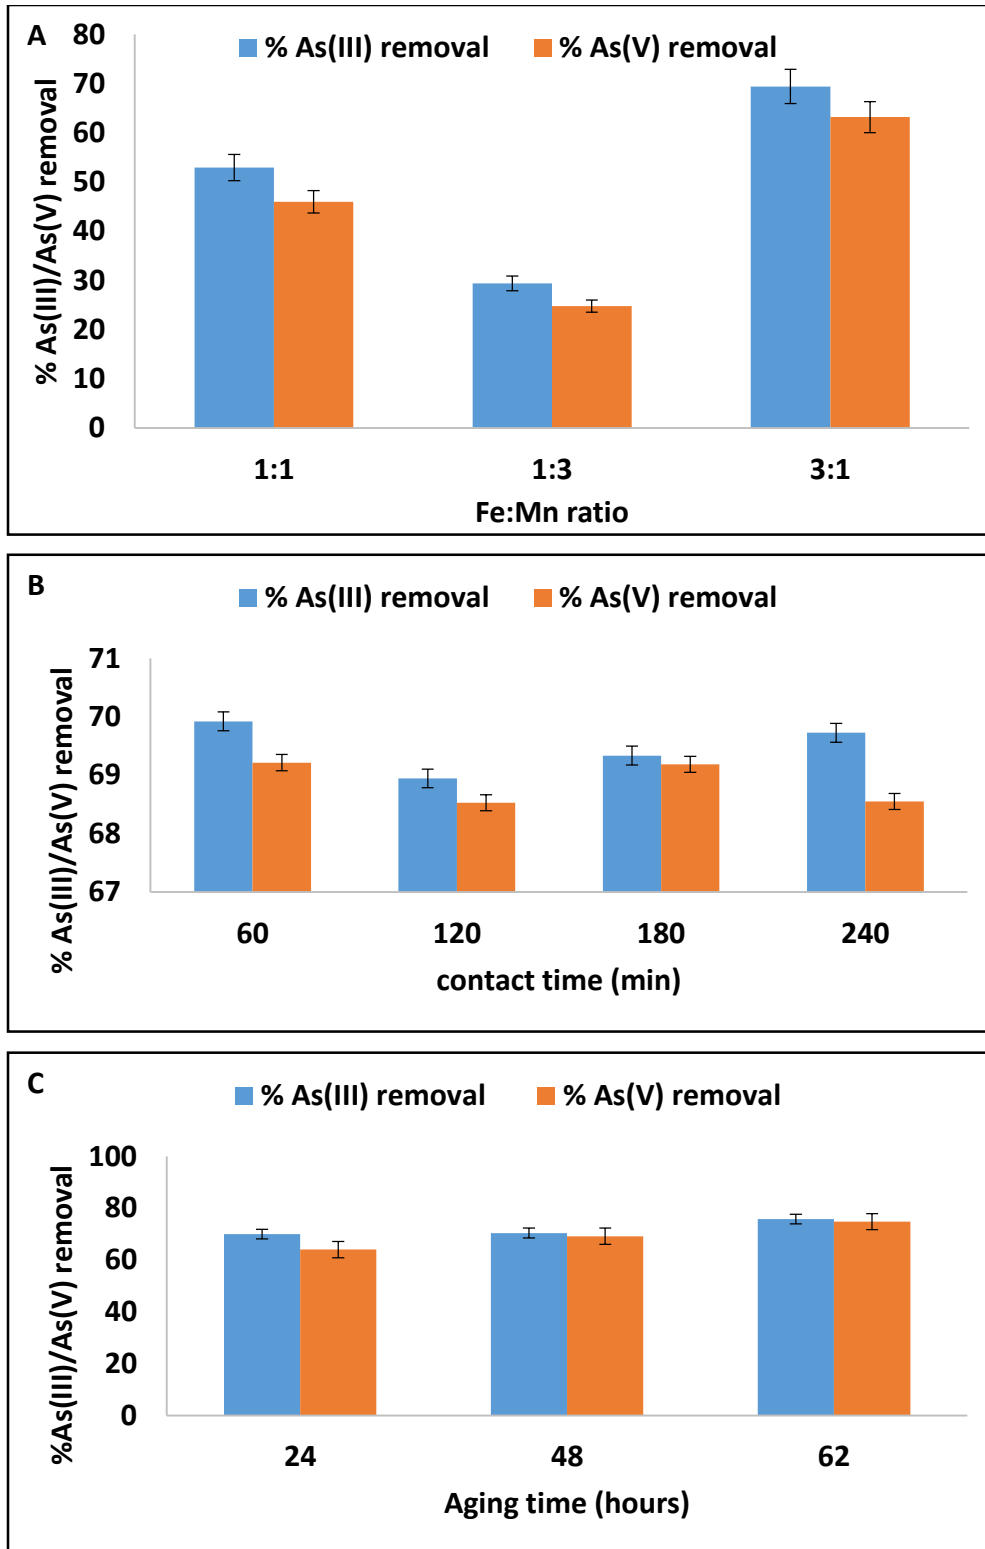 A
% As(III) removal % As(V) removal
% As(III)/As(V) removal
80
70
60
50
40
30
20
10
0
1:1 1:3 3:1
Fe:Mn ratio
B
% As(III) removal % As(V) removal
% As(III)/As(V) removal
71
70
69
68
67
60 120 180 240
contact time (min)
C
% As(III) removal % As(V) removal
%As(III)/As(V) removal
100
80
60
40
20
0
24 48 62
Aging time (hours)